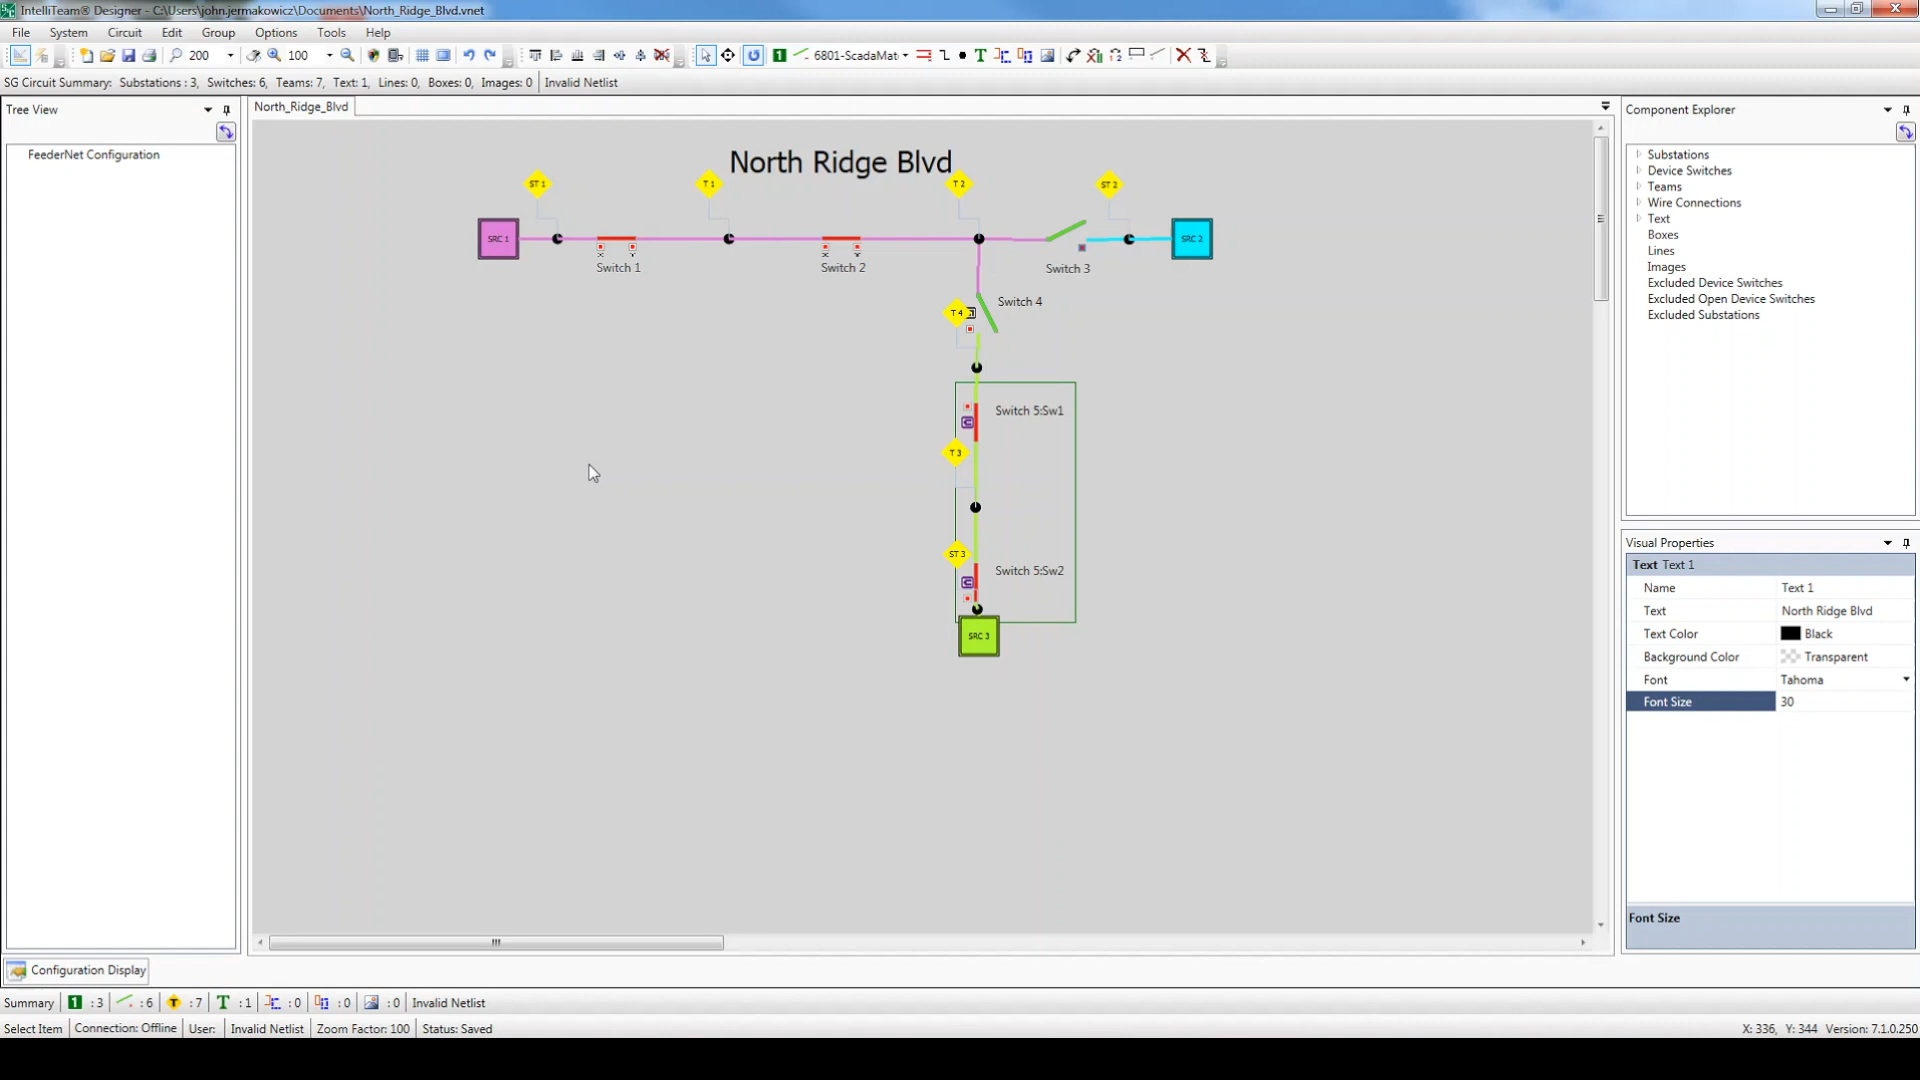 IntelliTeam® Designer - C:\Users\john.jermakowicz\Documents\North_Ridge_Blvd.vnet
File System Circuit Edit Group Options Tools Help
200 100 6801-ScadaMat
SG Circuit Summary: Substations : 3, Switches: 6, Teams: 7, Text: 1, Lines: 0, Boxes: 0, Images: 0 Invalid Netlist
Tree View
FeederNet Configuration
North_Ridge_Blvd
North Ridge Blvd
ST 1
T 1
T 2
ST 2
SRC 1
SRC 2
Switch 1
Switch 2
Switch 3
Switch 4
T 4
Switch 5:Sw1
T 3
ST 3
Switch 5:Sw2
SRC 3
Component Explorer
Substations
Device Switches
Teams
Wire Connections
Text
Boxes
Lines
Images
Excluded Device Switches
Excluded Open Device Switches
Excluded Substations
Visual Properties
Text Text 1
Name Text 1
Text North Ridge Blvd
Text Color Black
Background Color Transparent
Font Tahoma
Font Size 30
Font Size
Configuration Display
Summary 1 :3 :6 T :7 T :1 :0 :0 :0 Invalid Netlist
Select Item Connection: Offline User: Invalid Netlist Zoom Factor: 100 Status: Saved X: 336, Y: 344 Version: 7.1.0.250